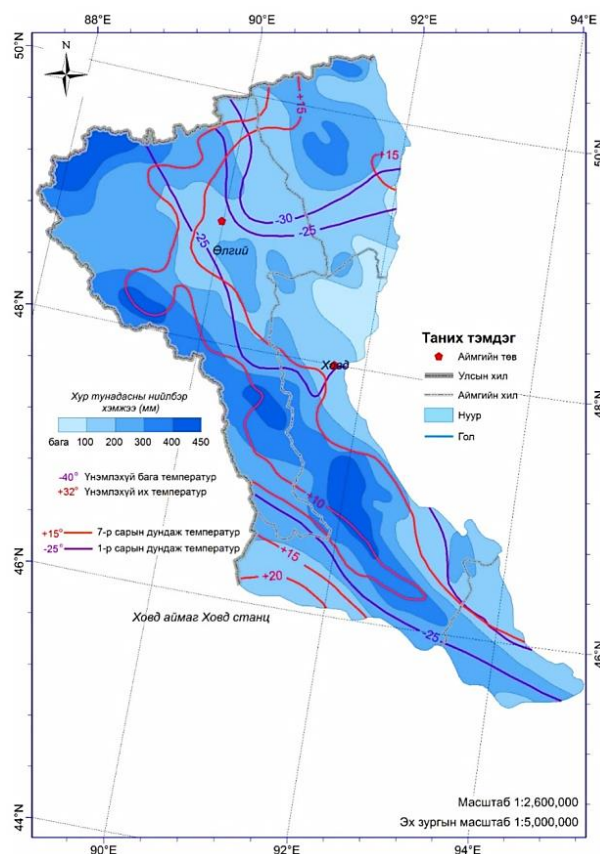 88°E
90°E
92°E
94°E
50°N
N
+15
+15
50°N
-30
-25
-25
Өлгий
48°N
Ховд
48°N
Таних тэмдэг
Аймгийн төв
Улсын хил
Аймгийн хил
Нуур
Гол
Хур тунадасны нийлбэр
хэмжээ (мм)
бага 100 200 300 400 450
-40° Үнэмлэхүй бага температур
+32° Үнэмлэхүй их температур
+15° 7-р сарын дундаж температур
-25° 1-р сарын дундаж температур
+10
+15
+20
-25
46°N
46°N
Ховд аймаг Ховд станц
44°N
Масштаб 1:2,600,000
Эх зургын масштаб 1:5,000,000
90°E
92°E
94°E